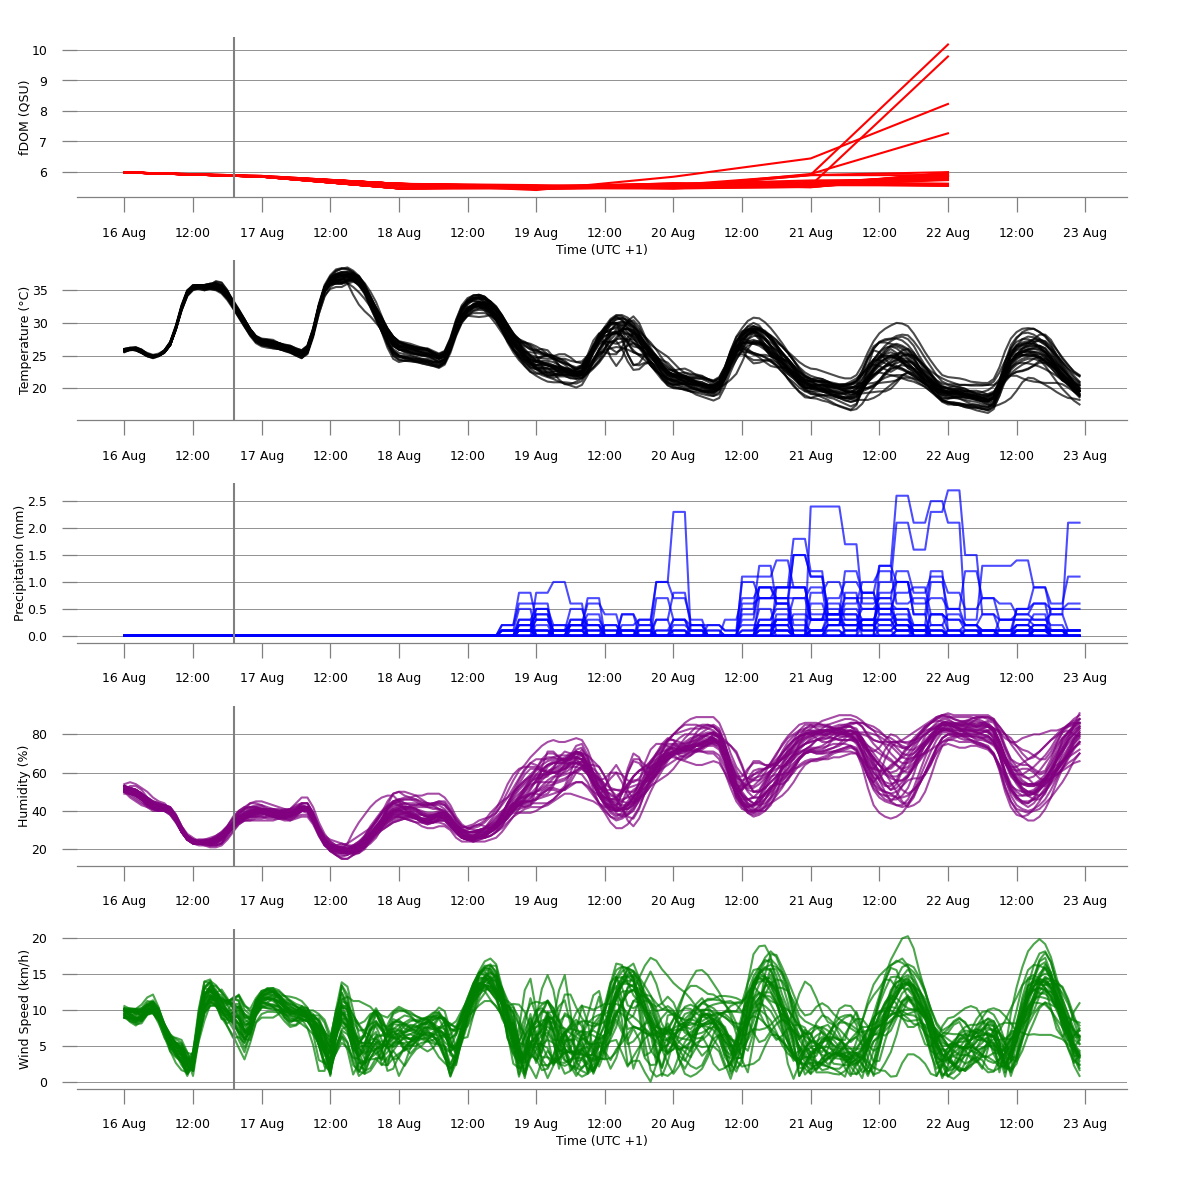 fDOM (QSU)
10
9
8
7
6
16 Aug 12:00 17 Aug 12:00 18 Aug 12:00 19 Aug 12:00 20 Aug 12:00 21 Aug 12:00 22 Aug 12:00 23 Aug
Time (UTC +1)
Temperature (°C)
35
30
25
20
16 Aug 12:00 17 Aug 12:00 18 Aug 12:00 19 Aug 12:00 20 Aug 12:00 21 Aug 12:00 22 Aug 12:00 23 Aug
Precipitation (mm)
2.5
2.0
1.5
1.0
0.5
0.0
16 Aug 12:00 17 Aug 12:00 18 Aug 12:00 19 Aug 12:00 20 Aug 12:00 21 Aug 12:00 22 Aug 12:00 23 Aug
Humidity (%)
80
60
40
20
16 Aug 12:00 17 Aug 12:00 18 Aug 12:00 19 Aug 12:00 20 Aug 12:00 21 Aug 12:00 22 Aug 12:00 23 Aug
Wind Speed (km/h)
20
15
10
5
0
16 Aug 12:00 17 Aug 12:00 18 Aug 12:00 19 Aug 12:00 20 Aug 12:00 21 Aug 12:00 22 Aug 12:00 23 Aug
Time (UTC +1)